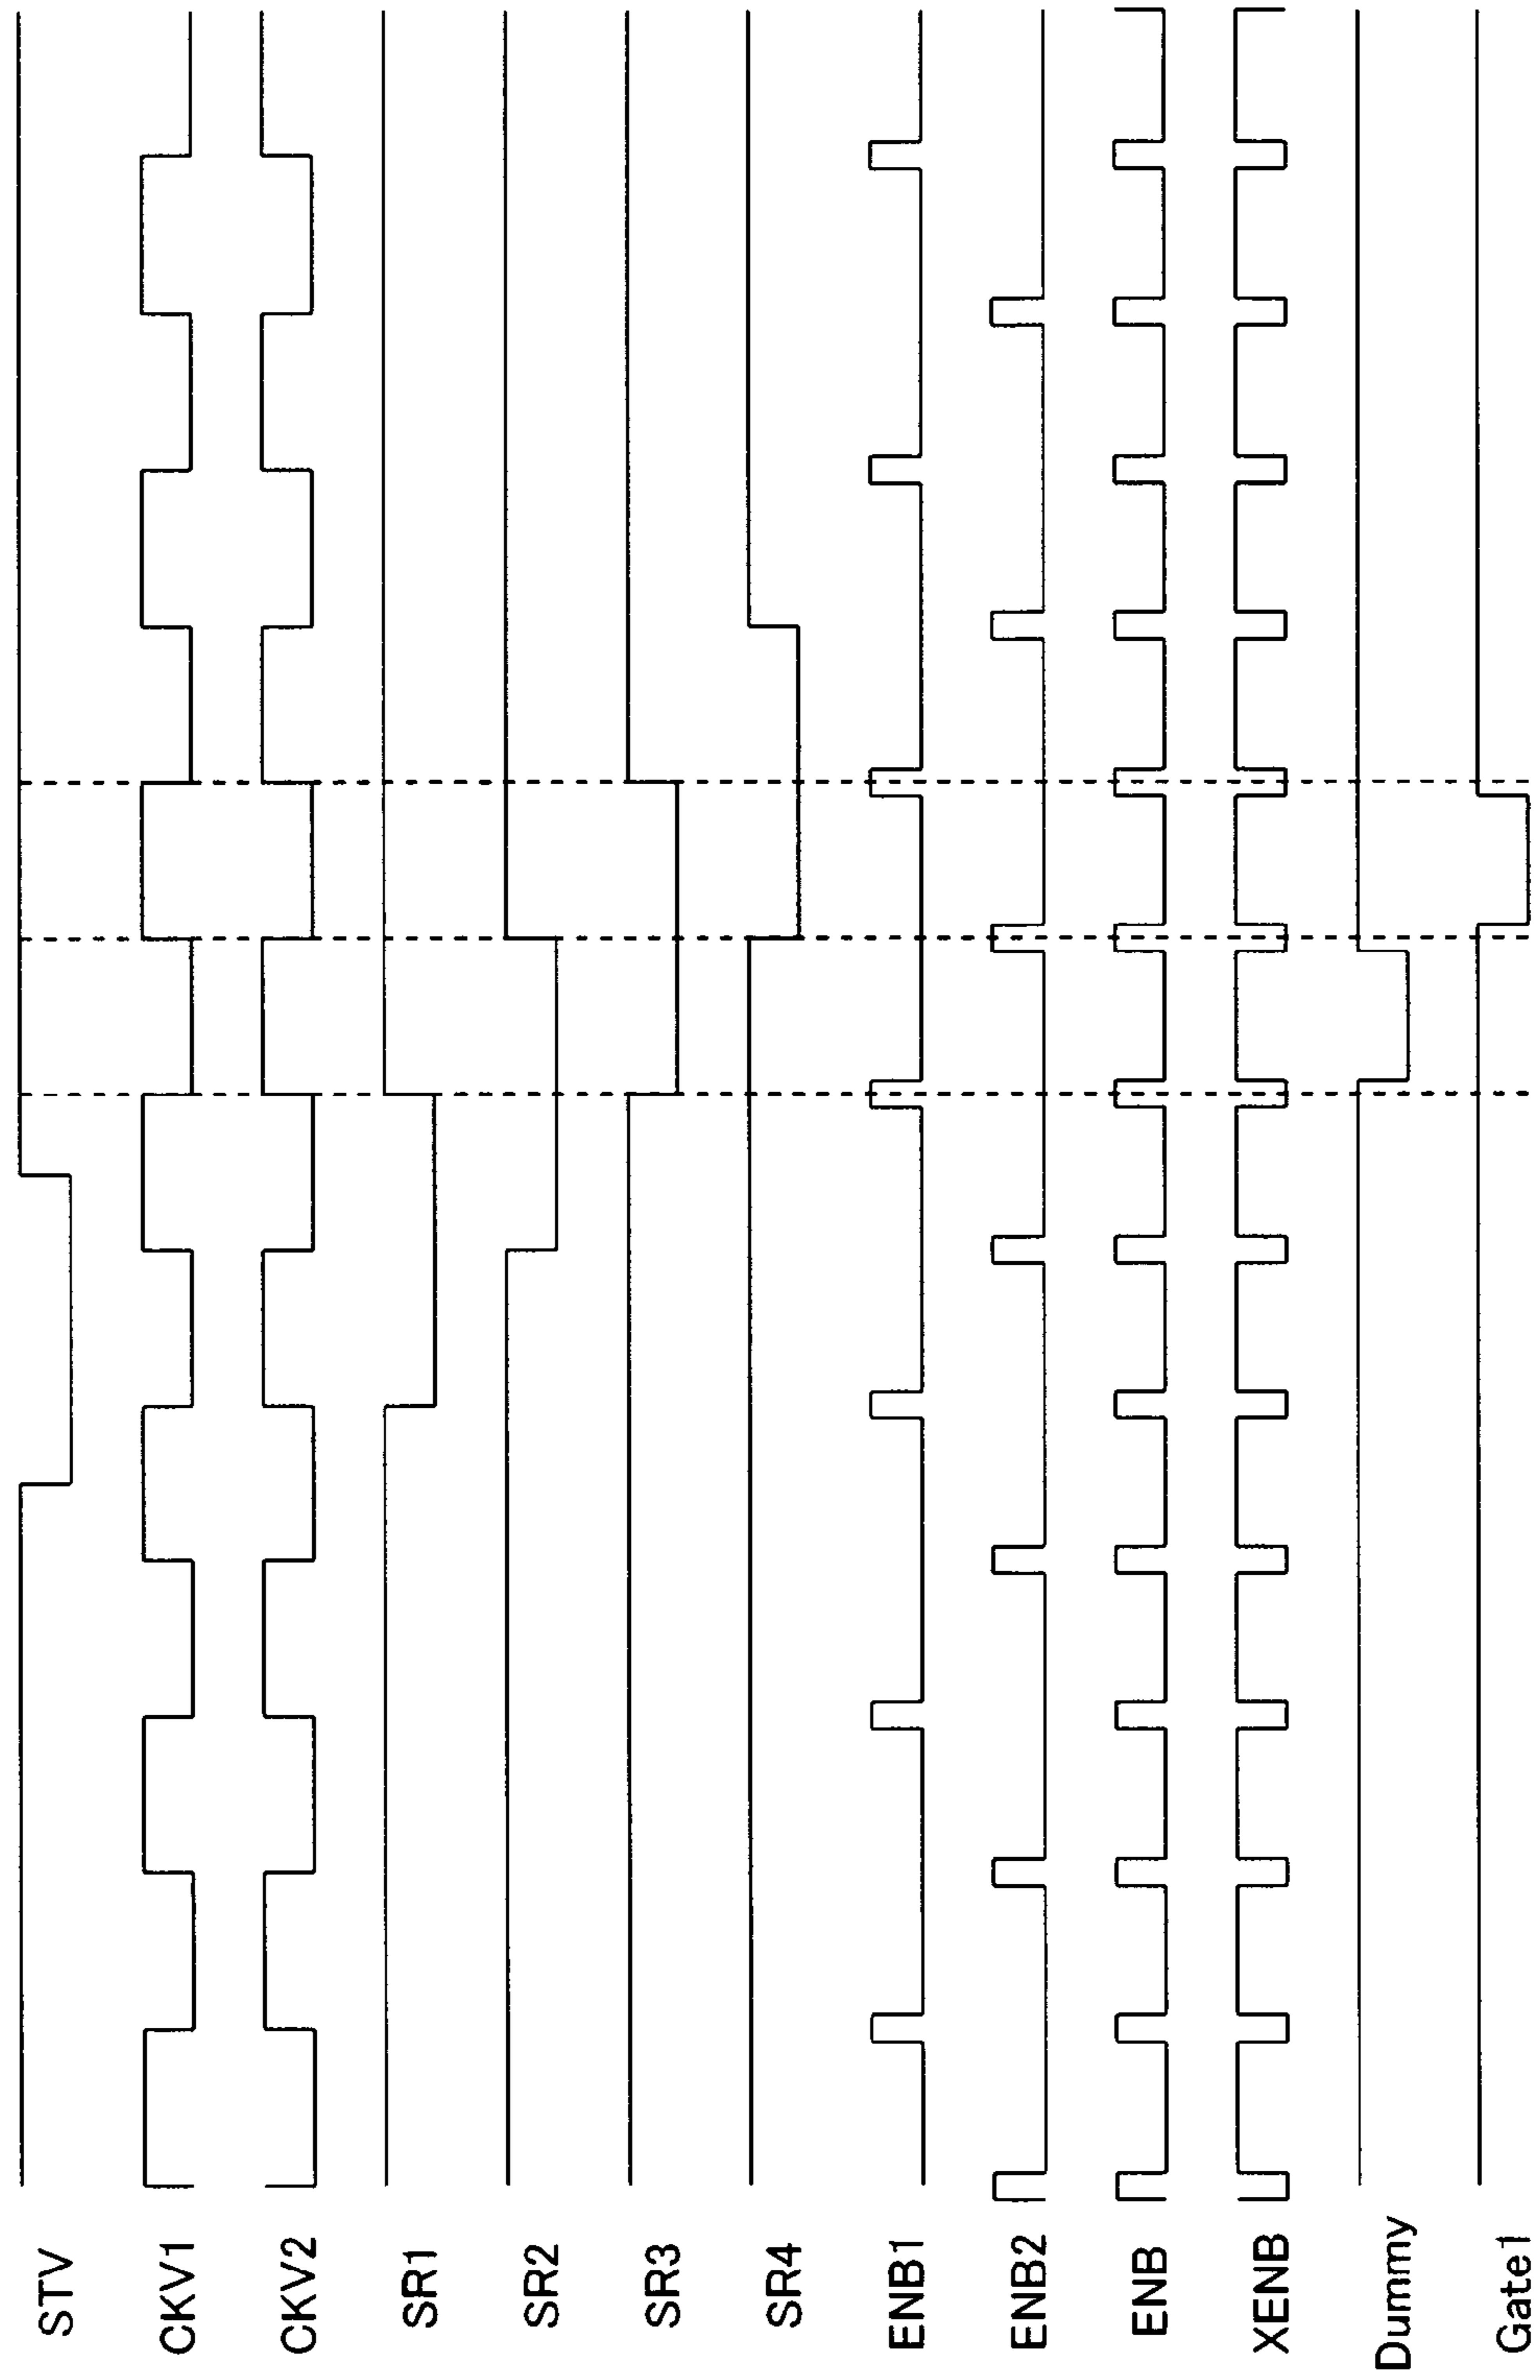 STV
CKV1
CKV2
SR1
SR2
SR3
SR4
ENB1
ENB2
ENB
XENB
Dummy
Gate1